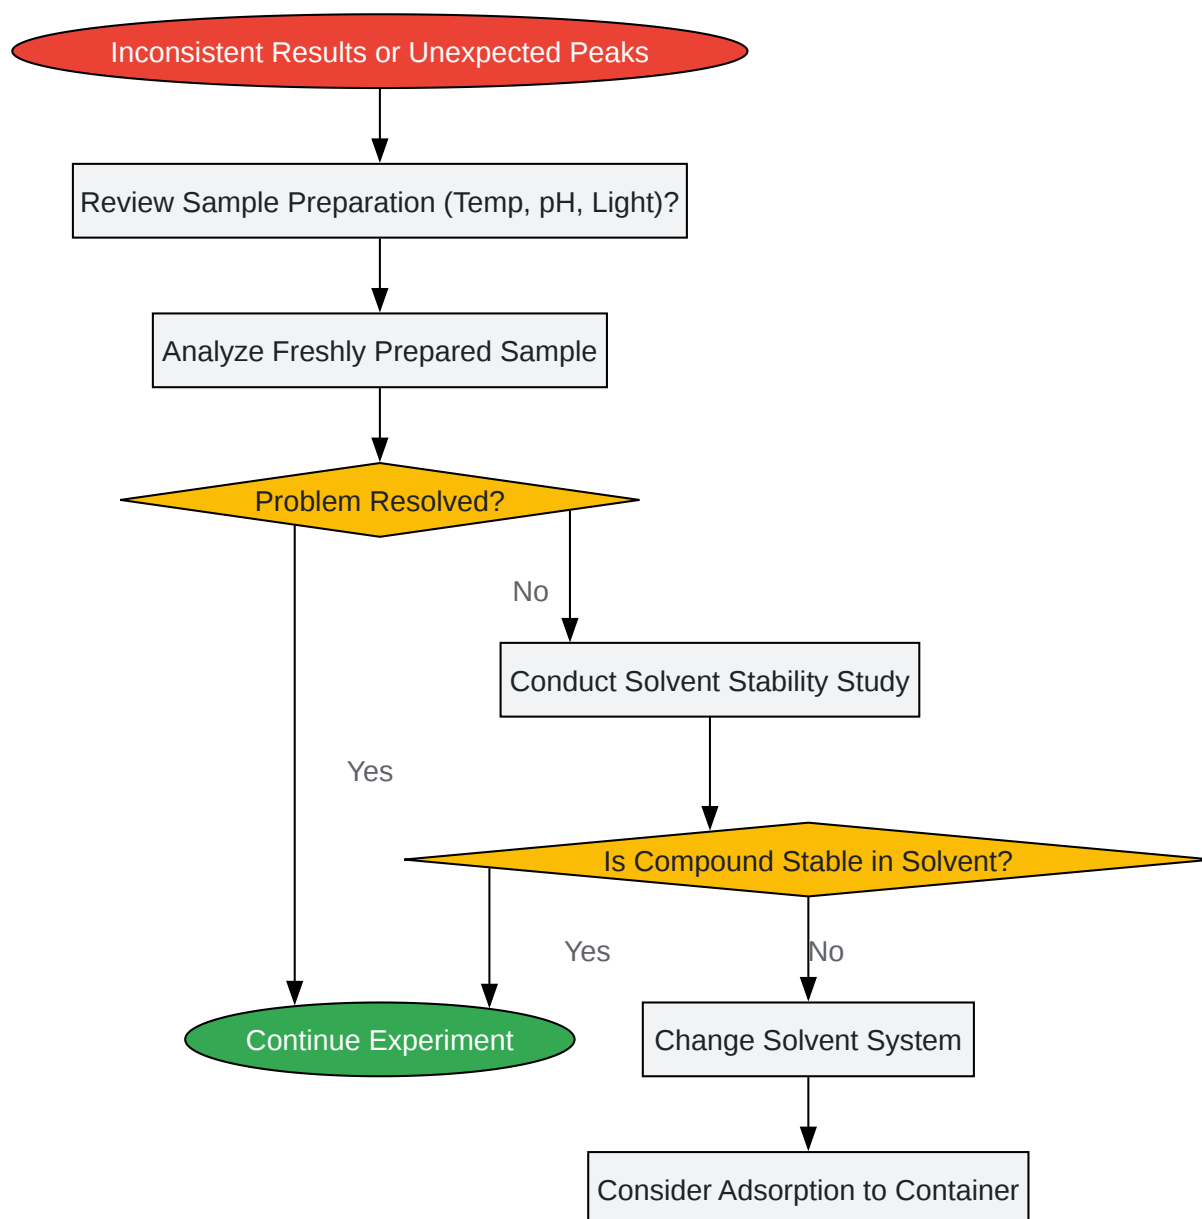 Inconsistent Results or Unexpected Peaks
Review Sample Preparation (Temp, pH, Light)?
Analyze Freshly Prepared Sample
Problem Resolved?
No
Conduct Solvent Stability Study
Yes
Is Compound Stable in Solvent?
Yes
No
Continue Experiment
Change Solvent System
Consider Adsorption to Container